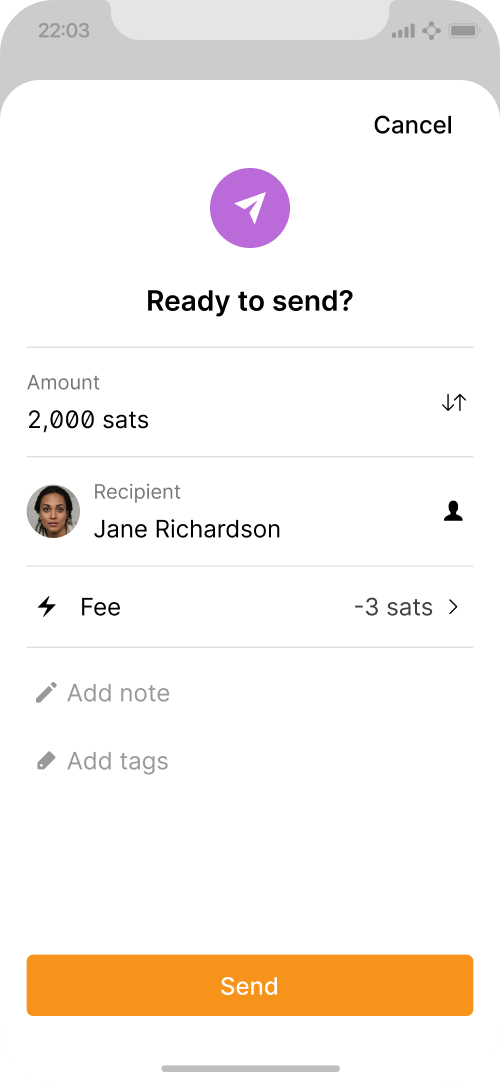 22:03
Cancel
Ready to send?
Amount
2,000 sats
Recipient
Jane Richardson
Fee
-3 sats
Add note
Add tags
Send